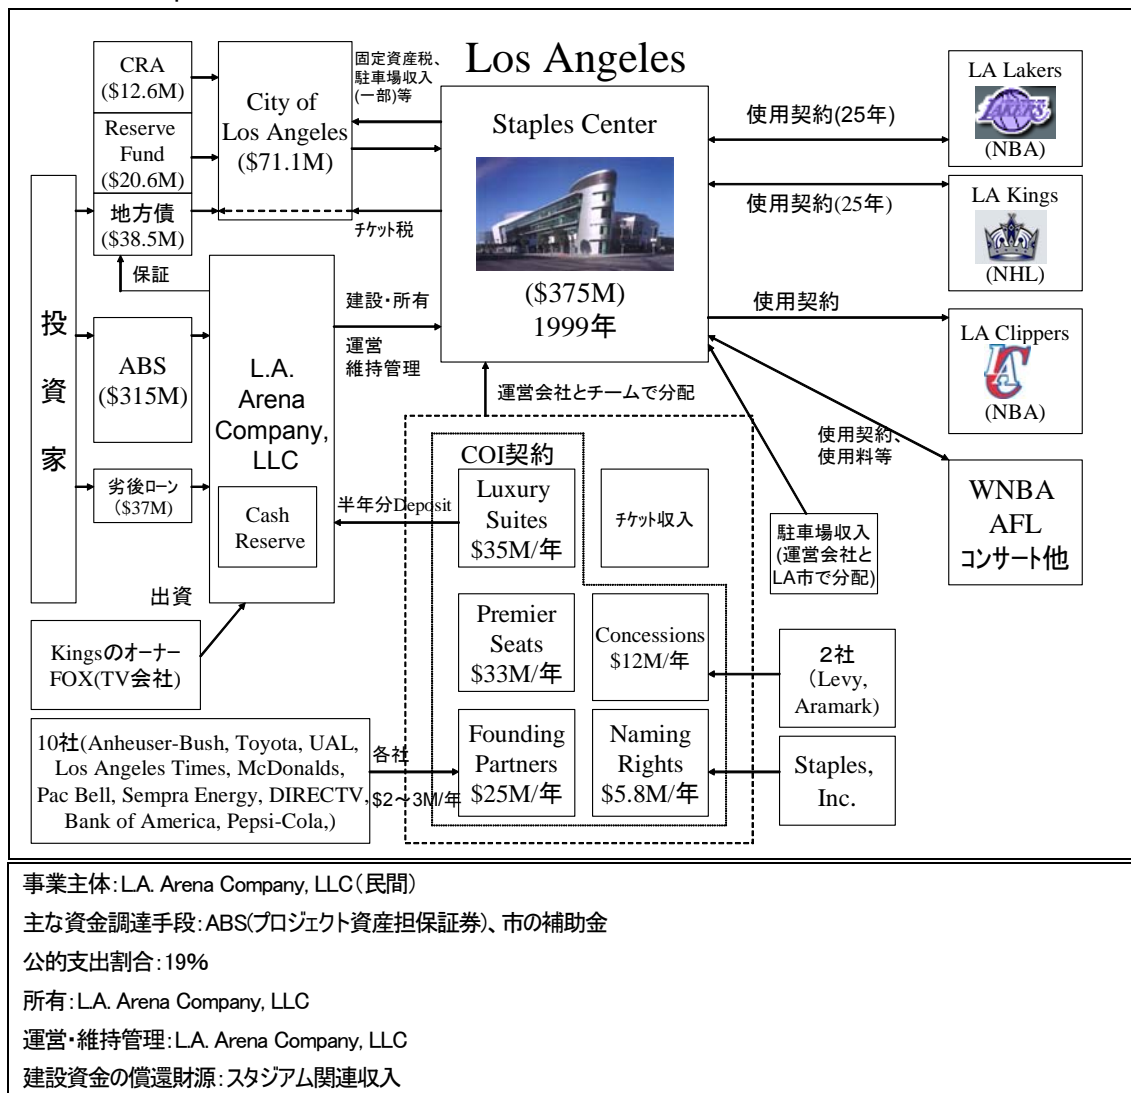 Los Angeles
CRA
($12.6M)
Reserve
Fund
($20.6M)
地方債
($38.5M)
City of
Los Angeles
($71.1M)
固定資産税、
駐車場収入
(一部)等
チケット税
保証
投
資
家
ABS
($315M)
劣後ローン
($37M)
L.A.
Arena
Company,
LLC
Cash
Reserve
建設・所有
運営
維持管理
Staples Center
($375M)
1999年
使用契約(25年)
LA Lakers
LAKERS
(NBA)
使用契約(25年)
LA Kings
(NHL)
使用契約
LA Clippers
(NBA)
使用契約、
使用料等
WNBA
AFL
コンサート他
駐車場収入
(運営会社と
LA市で分配)
運営会社とチームで分配
COI契約
Luxury
Suites
$35M/年
チケット収入
半年分Deposit
Premier
Seats
$33M/年
Concessions
$12M/年
2社
(Levy,
Aramark)
Founding
Partners
$25M/年
Naming
Rights
$5.8M/年
Staples,
Inc.
出資
Kingsのオーナー
FOX(TV会社)
10社(Anheuser-Bush, Toyota, UAL,
Los Angeles Times, McDonalds,
Pac Bell, Sempra Energy, DIRECTV,
Bank of America, Pepsi-Cola,)
各社
$2～3M/年
事業主体：L.A. Arena Company, LLC（民間）
主な資金調達手段：ABS(プロジェクト資産担保証券)、市の補助金
公的支出割合：19%
所有：L.A. Arena Company, LLC
運営・維持管理：L.A. Arena Company, LLC
建設資金の償還財源：スタジアム関連収入